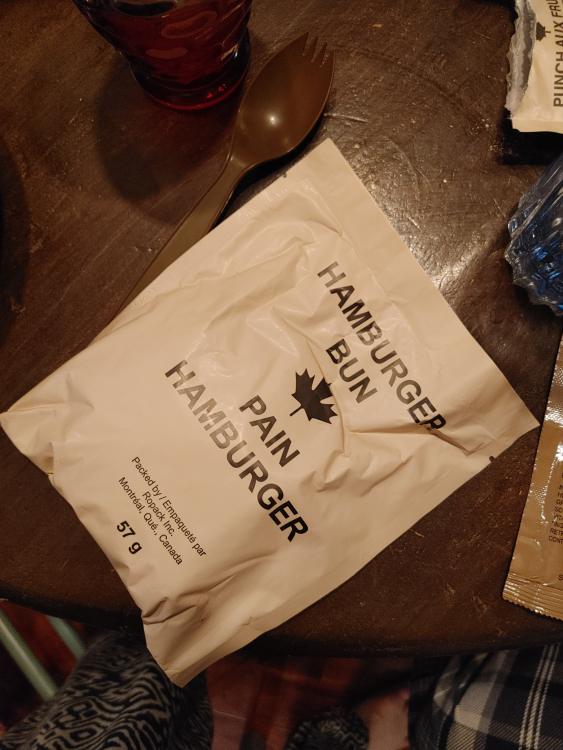 HAMBURGER
BUN
PAIN
HAMBURGER
Packed by / Empaqueté par
Ropack Inc.
Montréal, Qué., Canada
57 g
PUNCH AUX FRU